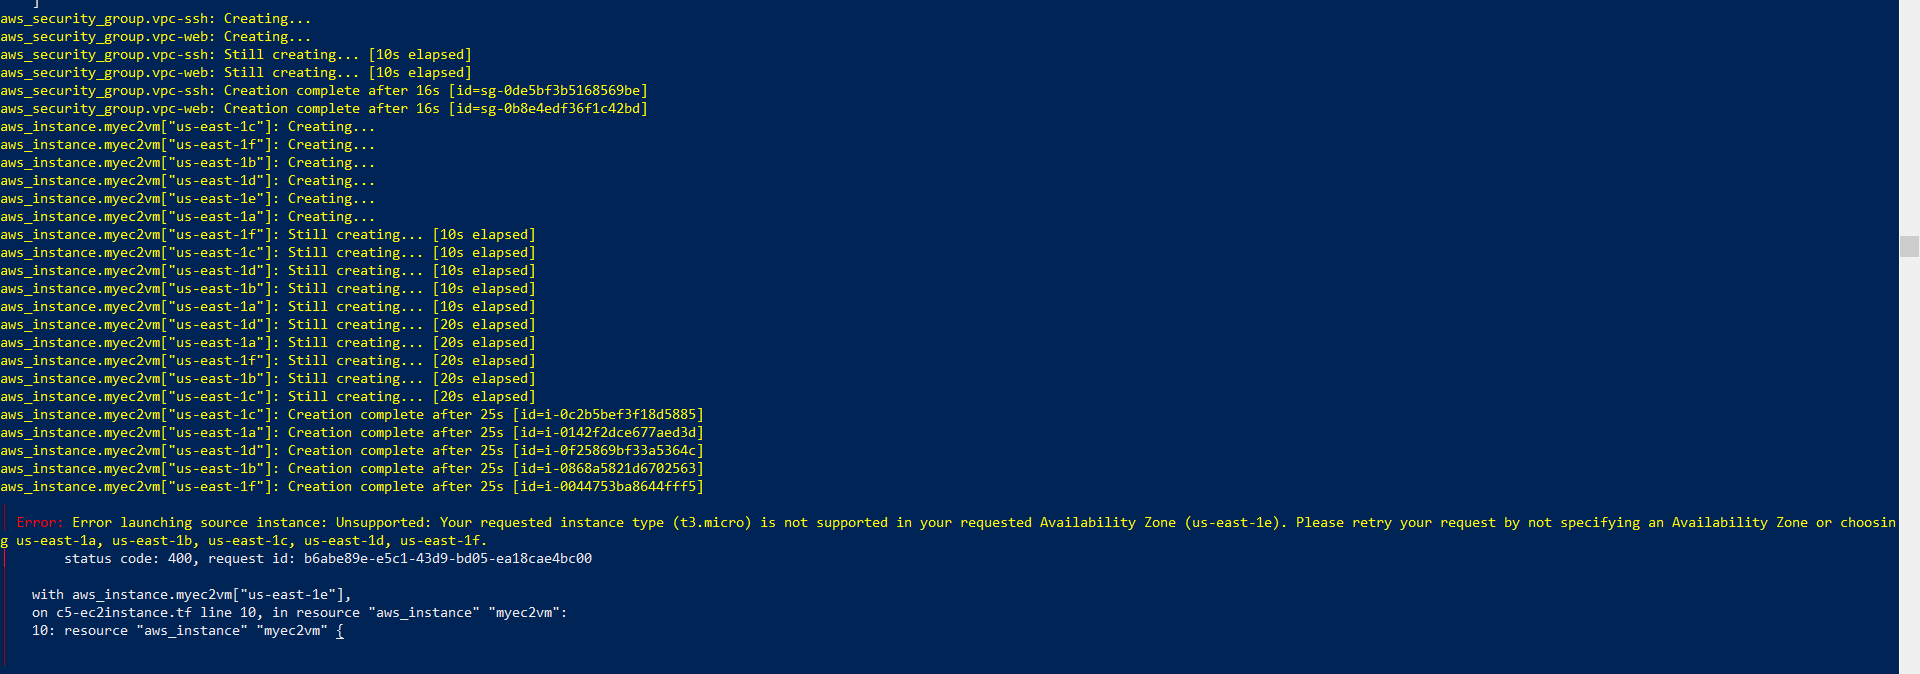 ]
aws_security_group.vpc-ssh: Creating...
aws_security_group.vpc-web: Creating...
aws_security_group.vpc-ssh: Still creating... [10s elapsed]
aws_security_group.vpc-web: Still creating... [10s elapsed]
aws_security_group.vpc-ssh: Creation complete after 16s [id=sg-0de5bf3b5168569be]
aws_security_group.vpc-web: Creation complete after 16s [id=sg-0b8e4edf36f1c42bd]
aws_instance.myec2vm["us-east-1c"]: Creating...
aws_instance.myec2vm["us-east-1f"]: Creating...
aws_instance.myec2vm["us-east-1b"]: Creating...
aws_instance.myec2vm["us-east-1d"]: Creating...
aws_instance.myec2vm["us-east-1e"]: Creating...
aws_instance.myec2vm["us-east-1a"]: Creating...
aws_instance.myec2vm["us-east-1f"]: Still creating... [10s elapsed]
aws_instance.myec2vm["us-east-1c"]: Still creating... [10s elapsed]
aws_instance.myec2vm["us-east-1d"]: Still creating... [10s elapsed]
aws_instance.myec2vm["us-east-1b"]: Still creating... [10s elapsed]
aws_instance.myec2vm["us-east-1a"]: Still creating... [10s elapsed]
aws_instance.myec2vm["us-east-1d"]: Still creating... [20s elapsed]
aws_instance.myec2vm["us-east-1a"]: Still creating... [20s elapsed]
aws_instance.myec2vm["us-east-1f"]: Still creating... [20s elapsed]
aws_instance.myec2vm["us-east-1b"]: Still creating... [20s elapsed]
aws_instance.myec2vm["us-east-1c"]: Still creating... [20s elapsed]
aws_instance.myec2vm["us-east-1c"]: Creation complete after 25s [id=i-0c2b5bef3f18d5885]
aws_instance.myec2vm["us-east-1a"]: Creation complete after 25s [id=i-0142f2dce677aed3d]
aws_instance.myec2vm["us-east-1d"]: Creation complete after 25s [id=i-0f25869bf33a5364c]
aws_instance.myec2vm["us-east-1b"]: Creation complete after 25s [id=i-0868a5821d6702563]
aws_instance.myec2vm["us-east-1f"]: Creation complete after 25s [id=i-0044753ba8644fff5]
Error: Error launching source instance: Unsupported: Your requested instance type (t3.micro) is not supported in your requested Availability Zone (us-east-1e). Please retry your request by not specifying an Availability Zone or choosin
g us-east-1a, us-east-1b, us-east-1c, us-east-1d, us-east-1f.
status code: 400, request id: b6abe89e-e5c1-43d9-bd05-ea18cae4bc00
with aws_instance.myec2vm["us-east-1e"],
on c5-ec2instance.tf line 10, in resource "aws_instance" "myec2vm":
10: resource "aws_instance" "myec2vm" {